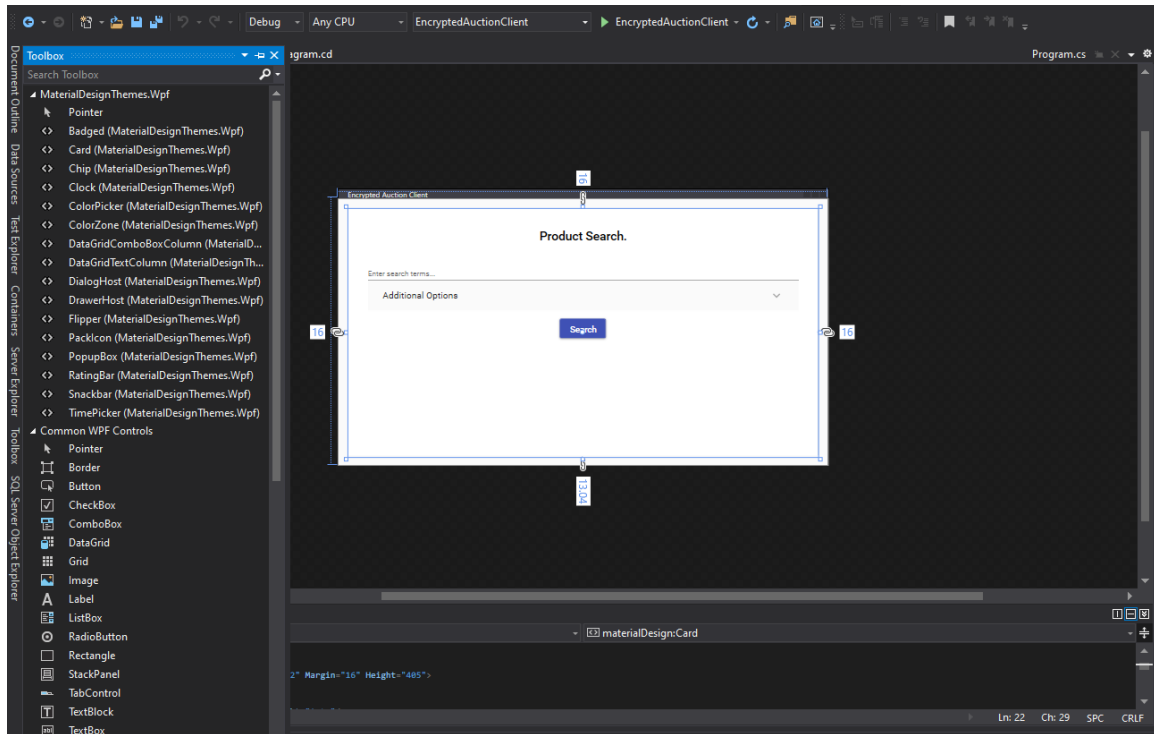 Debug
Any CPU
EncryptedAuctionClient
EncryptedAuctionClient
Document Outline
Data Sources
Test Explorer
Containers
Server Explorer
Toolbox
SQL Server Object Explorer
Toolbox
Search Toolbox
MaterialDesignThemes.Wpf
Pointer
Badged (MaterialDesignThemes.Wpf)
Card (MaterialDesignThemes.Wpf)
Chip (MaterialDesignThemes.Wpf)
Clock (MaterialDesignThemes.Wpf)
ColorPicker (MaterialDesignThemes.Wpf)
ColorZone (MaterialDesignThemes.Wpf)
DataGridComboBoxColumn (MaterialD...
DataGridTextColumn (MaterialDesignTh...
DialogHost (MaterialDesignThemes.Wpf)
DrawerHost (MaterialDesignThemes.Wpf)
Flipper (MaterialDesignThemes.Wpf)
PackIcon (MaterialDesignThemes.Wpf)
PopupBox (MaterialDesignThemes.Wpf)
RatingBar (MaterialDesignThemes.Wpf)
Snackbar (MaterialDesignThemes.Wpf)
TimePicker (MaterialDesignThemes.Wpf)
Common WPF Controls
Pointer
Border
Button
CheckBox
ComboBox
DataGrid
Grid
Image
Label
ListBox
RadioButton
Rectangle
StackPanel
TabControl
TextBlock
TextBox
agram.cd
Program.cs
16
Encrypted Auction Client
Product Search.
Enter search terms...
Additional Options
Search
16
16
13.04
materialDesign:Card
2" Margin="16" Height="405">
Ln: 22 Ch: 29 SPC CRLF